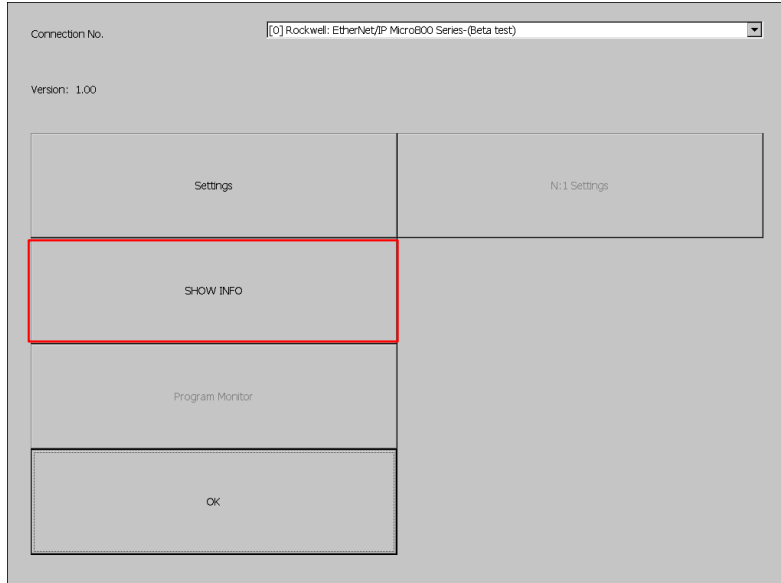 Connection No.
[0] Rockwell: EtherNet/IP Micro800 Series-(Beta test)
Version: 1.00
Settings
N:1 Settings
SHOW INFO
Program Monitor
OK